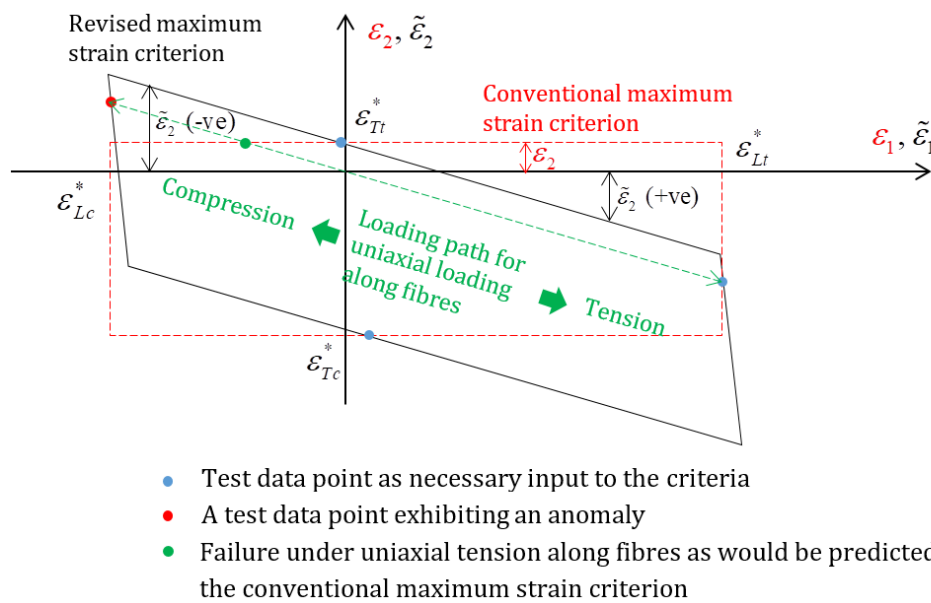 Revised maximum
strain criterion
ε₂, ε̃₂
ε̃₂ (-ve)
ε*Tt
Conventional maximum
strain criterion
ε₂
ε*Lt
ε₁, ε̃₁
ε*Lc
ε̃₂ (+ve)
Compression
Loading path for
uniaxial loading
along fibres
Tension
ε*Tc
Test data point as necessary input to the criteria
A test data point exhibiting an anomaly
Failure under uniaxial tension along fibres as would be predicted
the conventional maximum strain criterion